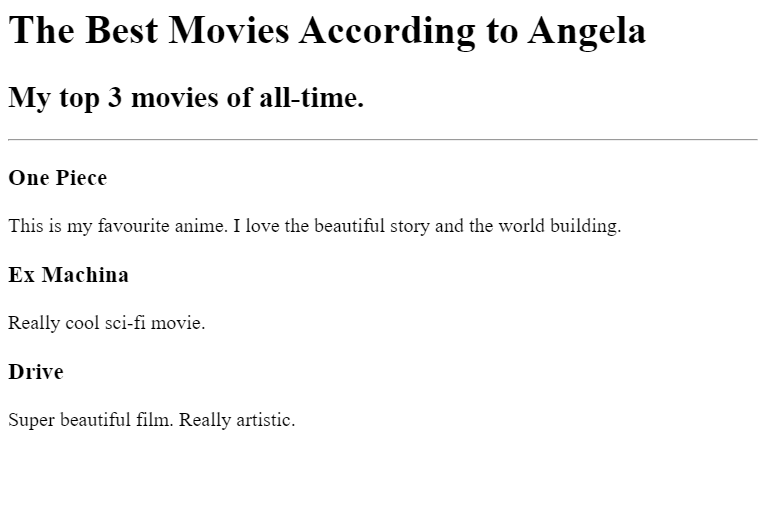 The Best Movies According to Angela
My top 3 movies of all-time.
One Piece
This is my favourite anime. I love the beautiful story and the world building.
Ex Machina
Really cool sci-fi movie.
Drive
Super beautiful film. Really artistic.